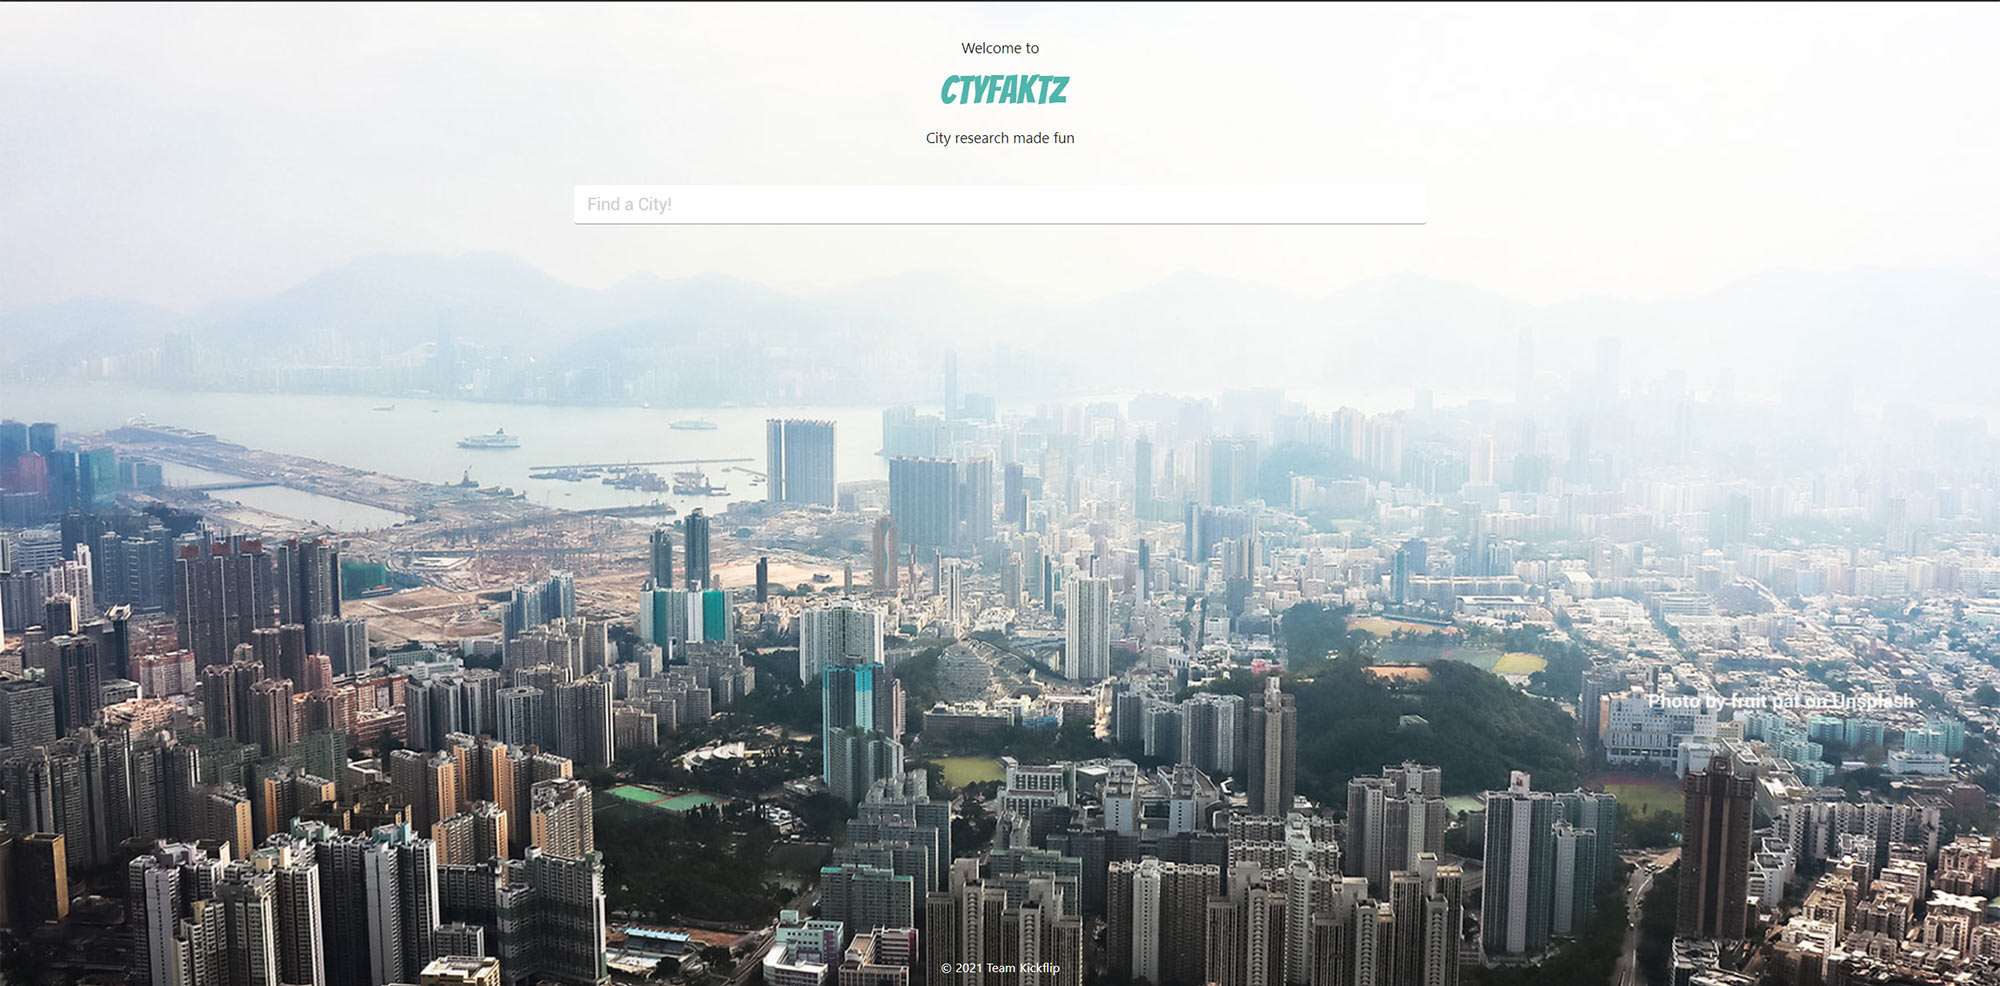 Welcome to
CTYFAKTZ
City research made fun
Find a City!
Photo by fruit pat on Unsplash
© 2021 Team Kickflip